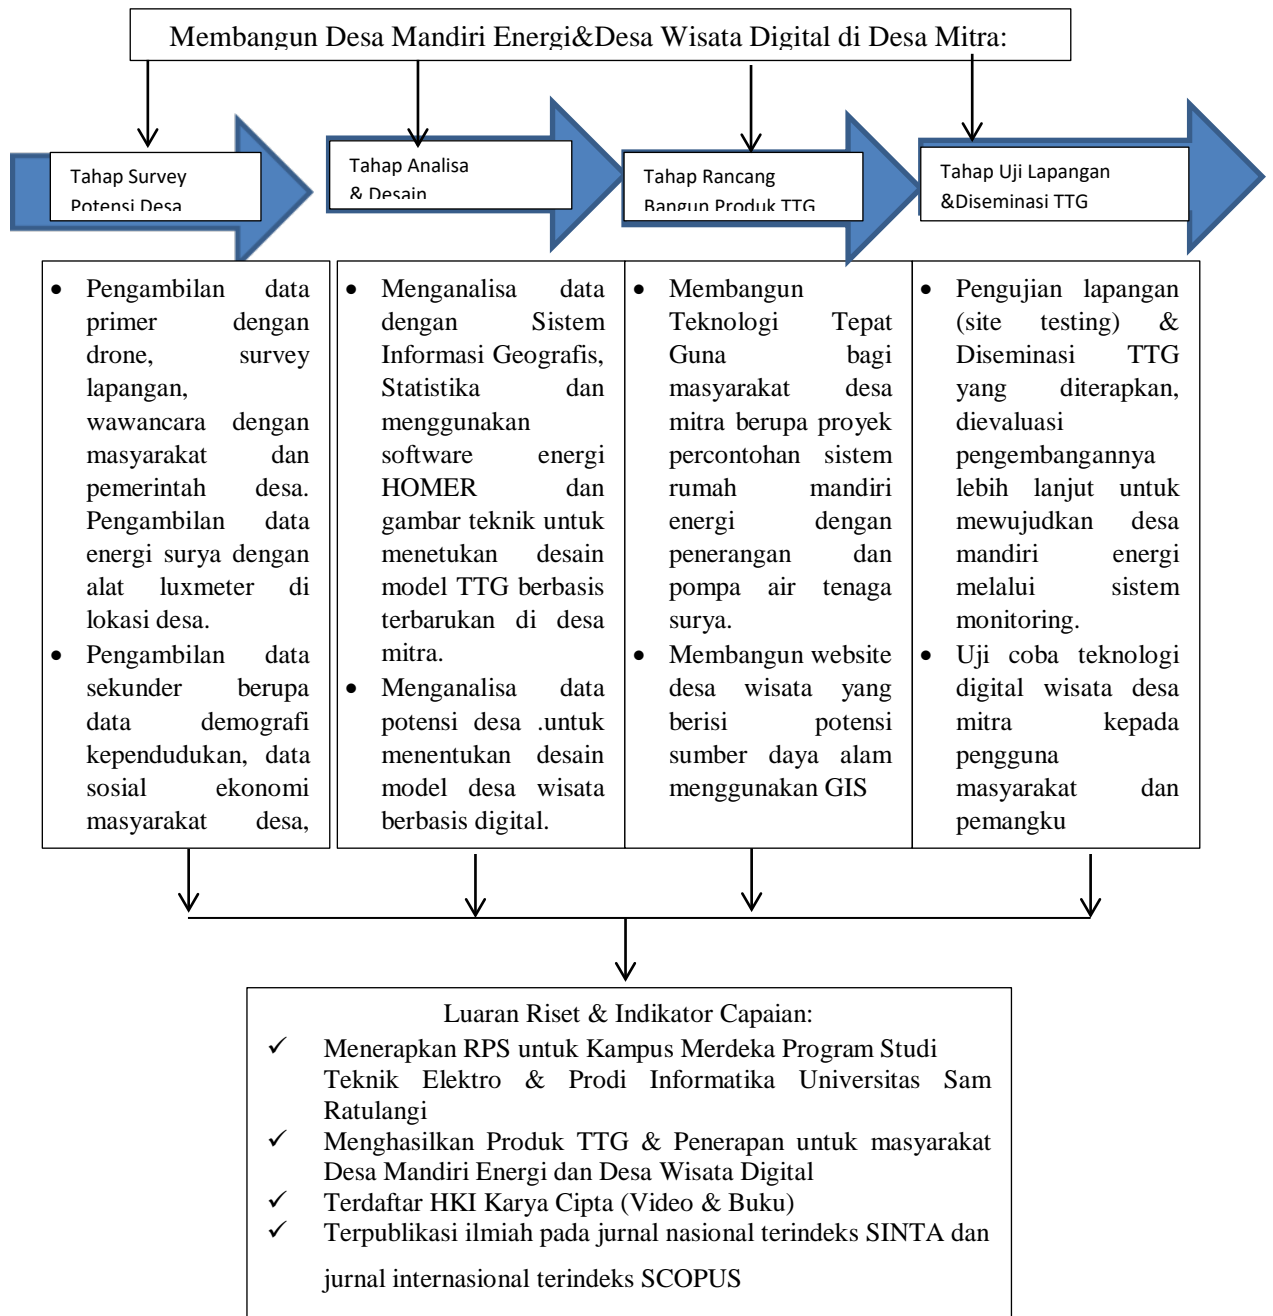 Membangun Desa Mandiri Energi&Desa Wisata Digital di Desa Mitra:
Tahap Survey
Potensi Desa
Tahap Analisa
& Desain
Tahap Rancang
Bangun Produk TTG
Tahap Uji Lapangan
&Diseminasi TTG
• Pengambilan data
primer dengan
drone, survey
lapangan,
wawancara dengan
masyarakat dan
pemerintah desa.
Pengambilan data
energi surya dengan
alat luxmeter di
lokasi desa.
• Pengambilan data
sekunder berupa
data demografi
kependudukan, data
sosial ekonomi
masyarakat desa,
• Menganalisa data
dengan Sistem
Informasi Geografis,
Statistika dan
menggunakan
software energi
HOMER dan
gambar teknik untuk
menetukan desain
model TTG berbasis
terbarukan di desa
mitra.
• Menganalisa data
potensi desa .untuk
menentukan desain
model desa wisata
berbasis digital.
• Membangun
Teknologi Tepat
Guna bagi
masyarakat desa
mitra berupa proyek
percontohan sistem
rumah mandiri
energi dengan
penerangan dan
pompa air tenaga
surya.
• Membangun website
desa wisata yang
berisi potensi
sumber daya alam
menggunakan GIS
• Pengujian lapangan
(site testing) &
Diseminasi TTG
yang diterapkan,
dievaluasi
pengembangannya
lebih lanjut untuk
mewujudkan desa
mandiri energi
melalui sistem
monitoring.
• Uji coba teknologi
digital wisata desa
mitra kepada
pengguna
masyarakat dan
pemangku
Luaran Riset & Indikator Capaian:
✓ Menerapkan RPS untuk Kampus Merdeka Program Studi
Teknik Elektro & Prodi Informatika Universitas Sam
Ratulangi
✓ Menghasilkan Produk TTG & Penerapan untuk masyarakat
Desa Mandiri Energi dan Desa Wisata Digital
✓ Terdaftar HKI Karya Cipta (Video & Buku)
✓ Terpublikasi ilmiah pada jurnal nasional terindeks SINTA dan
jurnal internasional terindeks SCOPUS